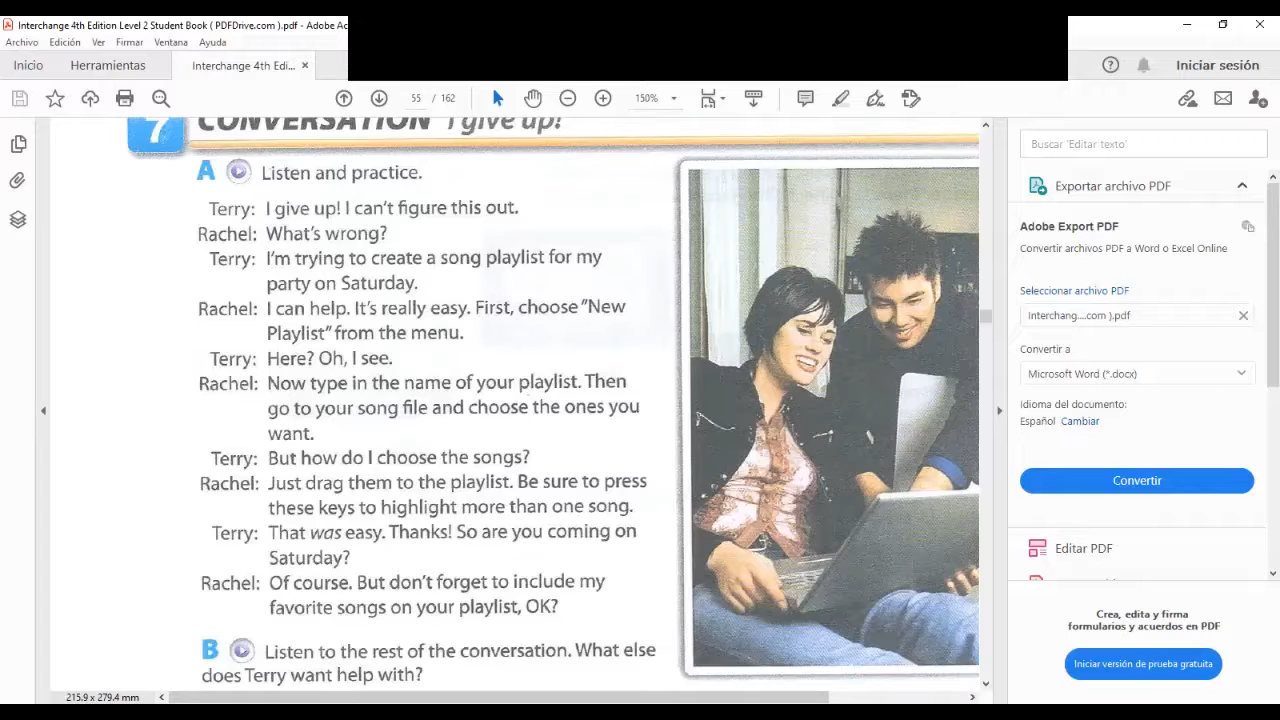 Interchange 4th Edition Level 2 Student Book ( PDFDrive.com ).pdf - Adobe Ac
Archivo Edición Ver Firmar Ventana Ayuda
Inicio Herramientas Interchange 4th Edi... × Iniciar sesión
55 / 162 150%
7 CONVERSATION I give up!
A Listen and practice.
Terry: I give up! I can't figure this out.
Rachel: What's wrong?
Terry: I'm trying to create a song playlist for my
party on Saturday.
Rachel: I can help. It's really easy. First, choose "New
Playlist" from the menu.
Terry: Here? Oh, I see.
Rachel: Now type in the name of your playlist. Then
go to your song file and choose the ones you
want.
Terry: But how do I choose the songs?
Rachel: Just drag them to the playlist. Be sure to press
these keys to highlight more than one song.
Terry: That was easy. Thanks! So are you coming on
Saturday?
Rachel: Of course. But don't forget to include my
favorite songs on your playlist, OK?
B Listen to the rest of the conversation. What else
does Terry want help with?
215.9 x 279.4 mm
Buscar 'Editar texto'
Exportar archivo PDF
Adobe Export PDF
Convertir archivos PDF a Word o Excel Online
Seleccionar archivo PDF
Interchang....com ).pdf
Convertir a
Microsoft Word (*.docx)
Idioma del documento:
Español Cambiar
Convertir
Editar PDF
Crea, edita y firma
formularios y acuerdos en PDF
Iniciar versión de prueba gratuita